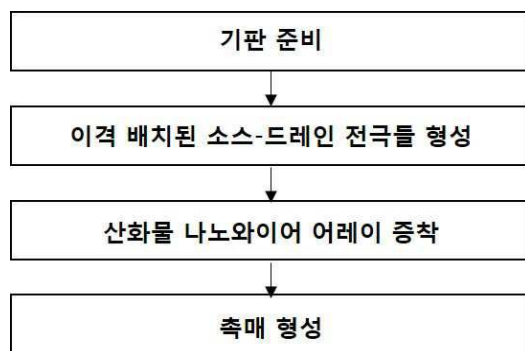 기판 준비
이격 배치된 소스-드레인 전극들 형성
산화물 나노와이어 어레이 증착
촉매 형성